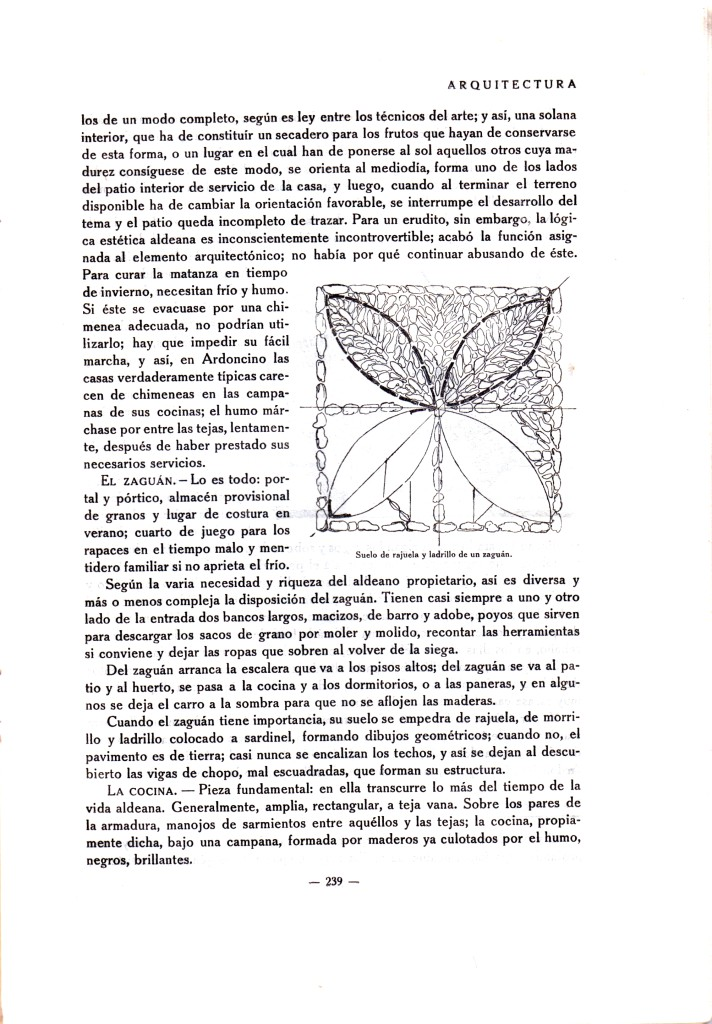 ARQUITECTURA
los de un modo completo, según es ley entre los técnicos del arte; y así, una solana
interior, que ha de constituír un secadero para los frutos que hayan de conservarse
de esta forma, o un lugar en el cual han de ponerse al sol aquellos otros cuya ma-
durez consíguese de este modo, se orienta al mediodía, forma uno de los lados
del patio interior de servicio de la casa, y luego, cuando al terminar el terreno
disponible ha de cambiar la orientación favorable, se interrumpe el desarrollo del
tema y el patio queda incompleto de trazar. Para un erudito, sin embargo, la lógi-
ca estética aldeana es inconscientemente incontrovertible; acabó la función asig-
nada al elemento arquitectónico; no había por qué continuar abusando de éste.
Para curar la matanza en tiempo
de invierno, necesitan frío y humo.
Si éste se evacuase por una chi-
menea adecuada, no podrían uti-
lizarlo; hay que impedir su fácil
marcha, y así, en Ardoncino las
casas verdaderamente típicas care-
cen de chimeneas en las campa-
nas de sus cocinas; el humo már-
chase por entre las tejas, lentamen-
te, después de haber prestado sus
necesarios servicios.
EL ZAGUÁN. — Lo es todo: por-
tal y pórtico, almacén provisional
de granos y lugar de costura en
verano; cuarto de juego para los
rapaces en el tiempo malo y men-
tidero familiar si no aprieta el frío.
Suelo de rajuela y ladrillo de un zaguán.
Según la varia necesidad y riqueza del aldeano propietario, así es diversa y
más o menos compleja la disposición del zaguán. Tienen casi siempre a uno y otro
lado de la entrada dos bancos largos, macizos, de barro y adobe, poyos que sirven
para descargar los sacos de grano por moler y molido, recontar las herramientas
si conviene y dejar las ropas que sobren al volver de la siega.
Del zaguán arranca la escalera que va a los pisos altos; del zaguán se va al pa-
tio y al huerto, se pasa a la cocina y a los dormitorios, o a las paneras, y en algu-
nos se deja el carro a la sombra para que no se aflojen las maderas.
Cuando el zaguán tiene importancia, su suelo se empedra de rajuela, de morri-
llo y ladrillo colocado a sardinel, formando dibujos geométricos; cuando no, el
pavimento es de tierra; casi nunca se encalizan los techos, y así se dejan al descu-
bierto las vigas de chopo, mal escuadradas, que forman su estructura.
LA COCINA. — Pieza fundamental: en ella transcurre lo más del tiempo de la
vida aldeana. Generalmente, amplia, rectangular, a teja vana. Sobre los pares de
la armadura, manojos de sarmientos entre aquéllos y las tejas; la cocina, propia-
mente dicha, bajo una campana, formada por maderos ya culotados por el humo,
negros, brillantes.
— 239 —